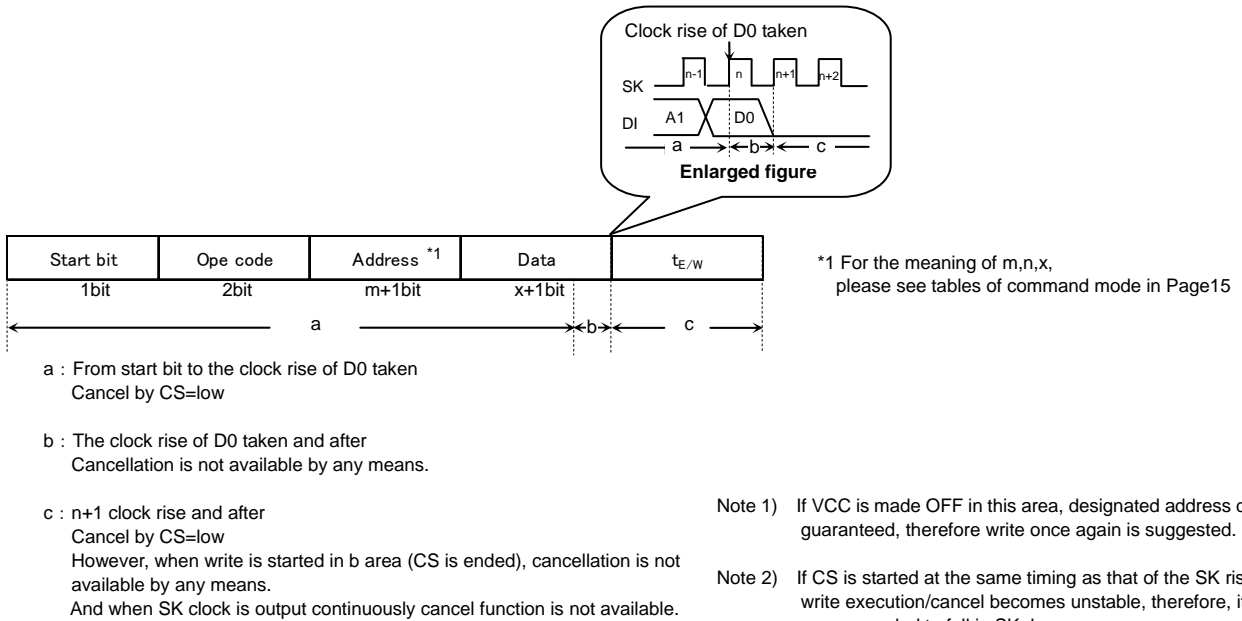 Clock rise of D0 taken
SK n-1 n n+1 n+2
DI A1 D0
a b c
Enlarged figure
Start bit Ope code Address *1 Data tE/W
1bit 2bit m+1bit x+1bit
a b c
*1 For the meaning of m,n,x,
please see tables of command mode in Page15
a : From start bit to the clock rise of D0 taken
Cancel by CS=low
b : The clock rise of D0 taken and after
Cancellation is not available by any means.
c : n+1 clock rise and after
Cancel by CS=low
However, when write is started in b area (CS is ended), cancellation is not
available by any means.
And when SK clock is output continuously cancel function is not available.
Note 1) If VCC is made OFF in this area, designated address
guaranteed, therefore write once again is suggested.
Note 2) If CS is started at the same timing as that of the SK
write execution/cancel becomes unstable, therefore,